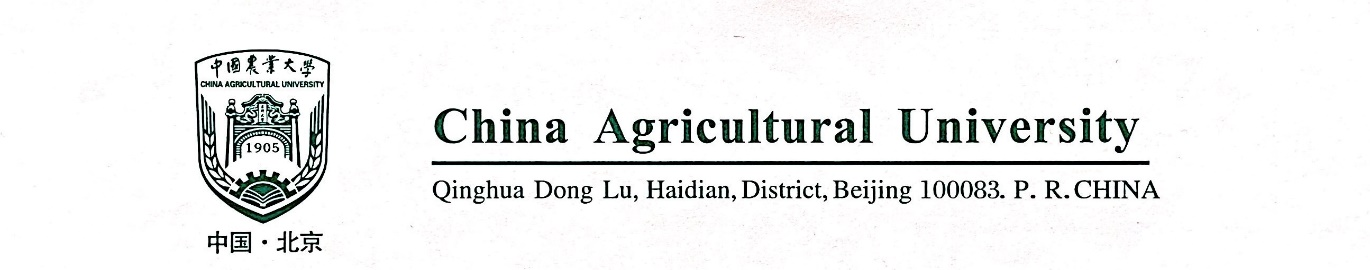 中國農業大學
CHINA AGRICULTURAL UNIVERSITY
1905
中国·北京
China Agricultural University
Qinghua Dong Lu, Haidian, District, Beijing 100083. P. R. CHINA